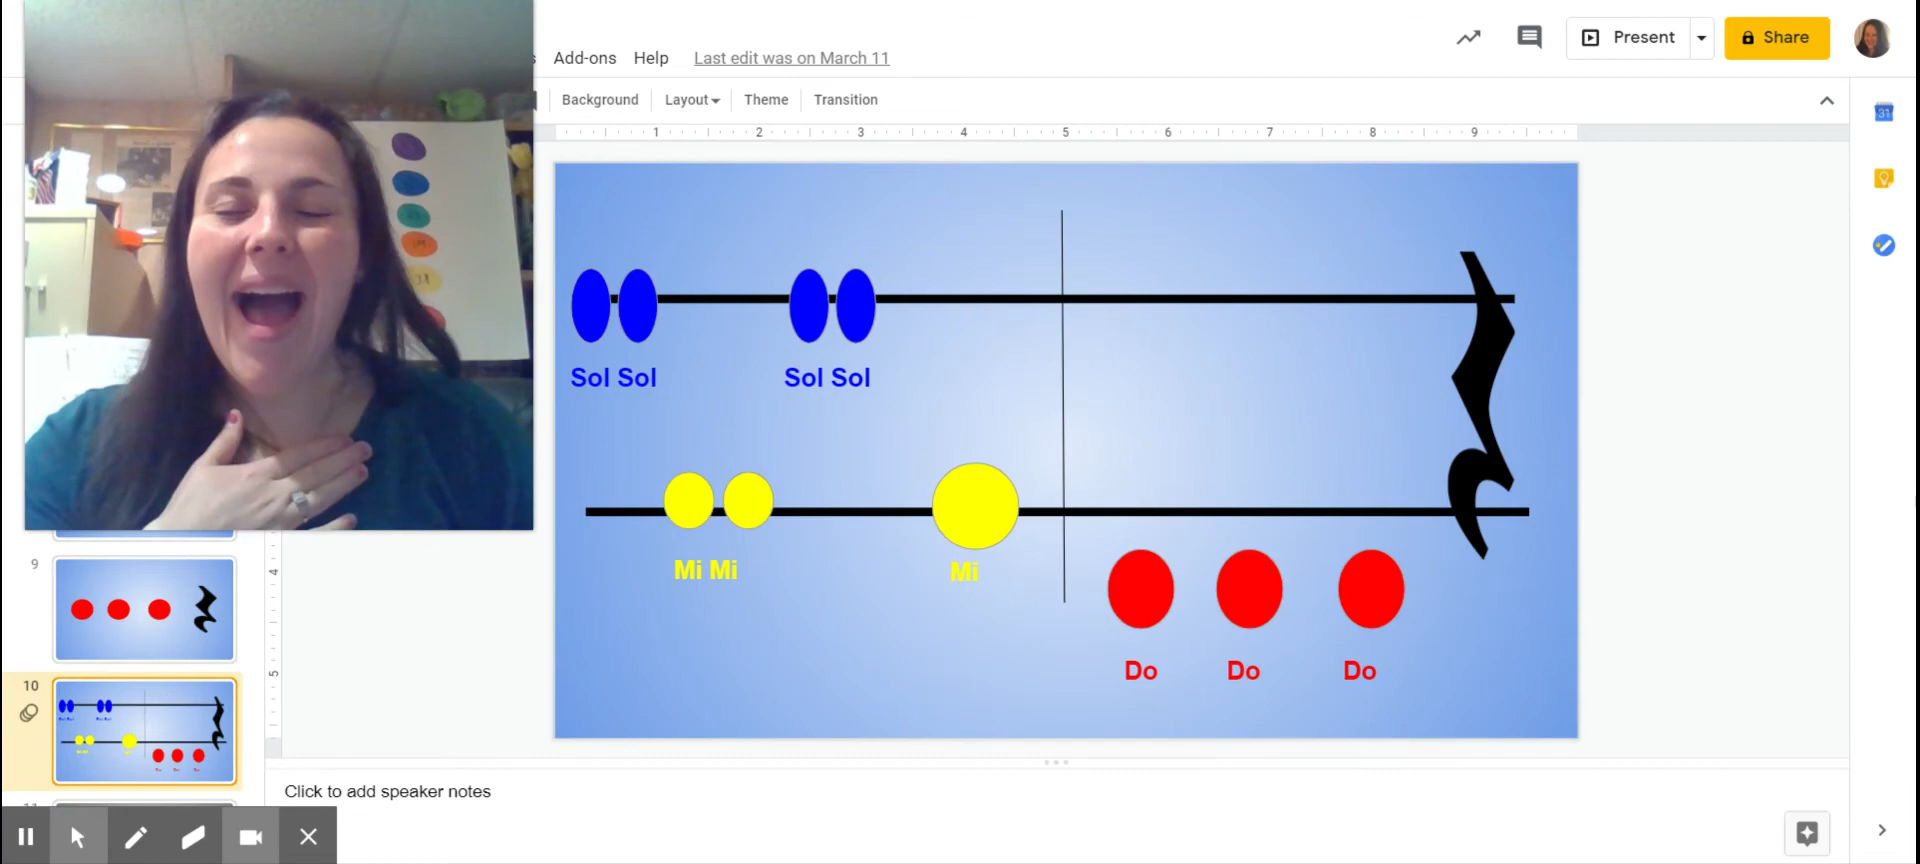 Add-ons Help Last edit was on March 11
Present
Share
Background Layout Theme Transition
1 2 3 4 5 6 7 8 9
31
Sol Sol Sol Sol
Mi Mi Mi
Do Do Do
4
5
9
10
Click to add speaker notes